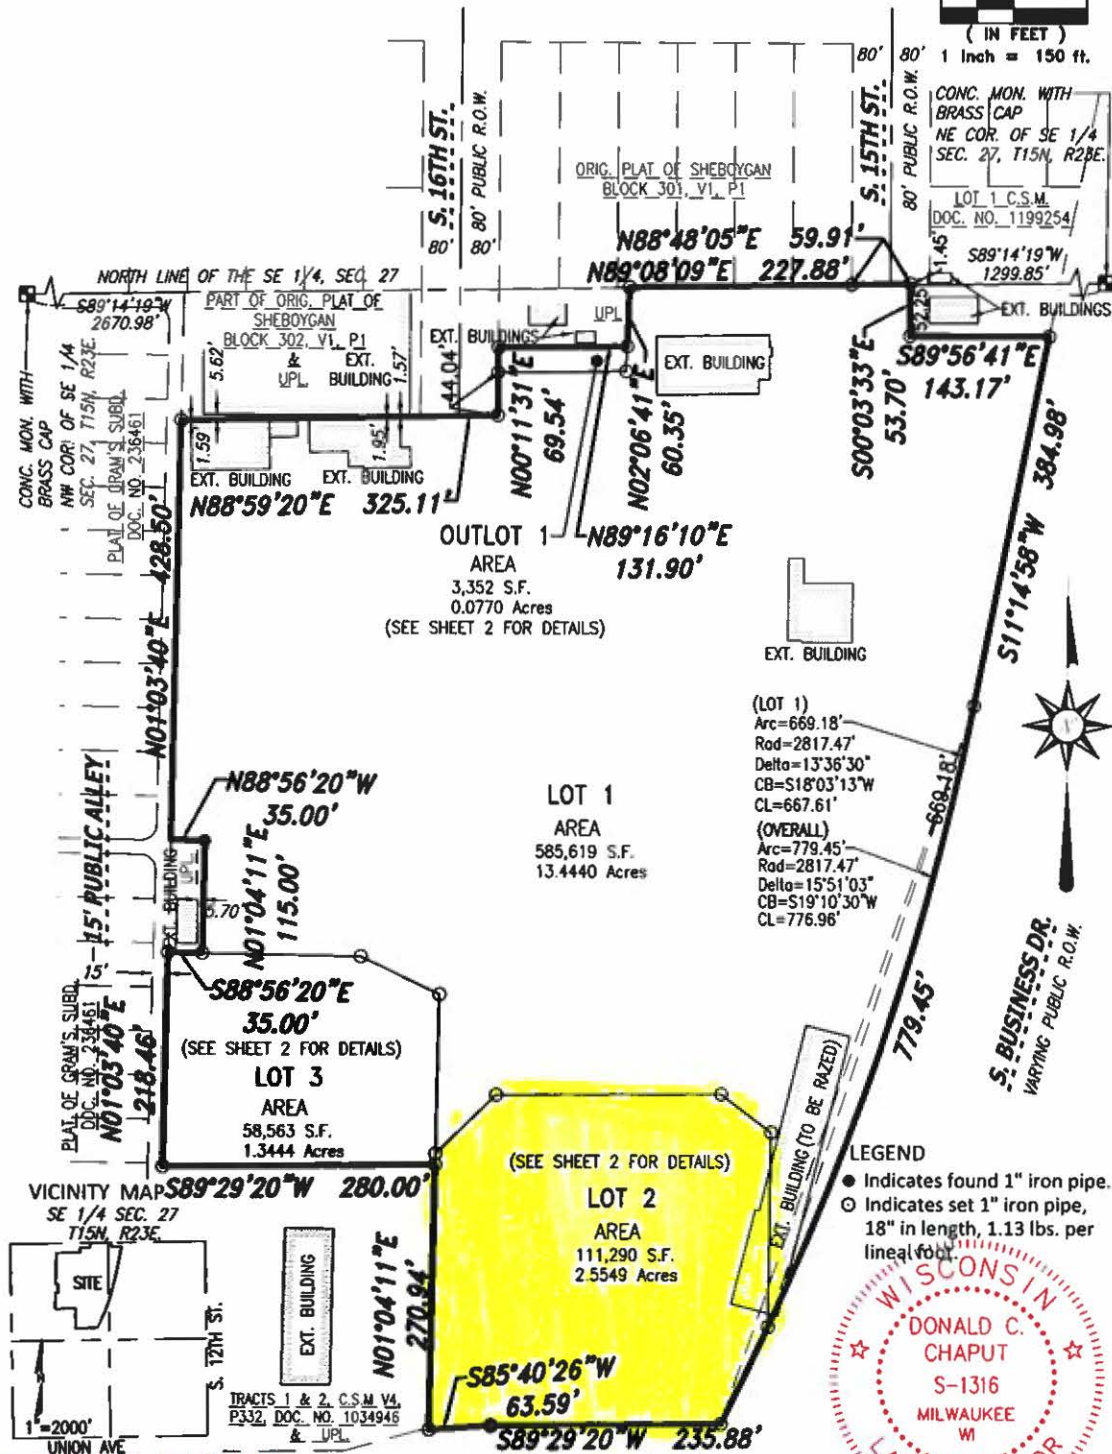 ( IN FEET )
1 Inch = 150 ft.
80' 80'
CONC. MON. WITH
BRASS CAP
NE COR. OF SE 1/4
SEC. 27, T15N, R23E.
S. 16TH ST.
80' PUBLIC R.O.W.
80' 80'
S. 15TH ST.
80' PUBLIC R.O.W.
ORIG. PLAT OF SHEBOYGAN
BLOCK 301, V1, P1
LOT 1 C.S.M.
DOC. NO. 1199254
N88°48'05"E 59.91'
N89°08'09"E 227.88'
1.45'
S89°14'19"W
1299.85'
NORTH LINE OF THE SE 1/4, SEC 27
S89°14'19"W
2670.98'
PART OF ORIG. PLAT OF
SHEBOYGAN
BLOCK 302, V1, P1
&
UPL
EXT.
BUILDING
5.62'
1.57'
44.04
EXT. BUILDINGS
UPL
EXT. BUILDING
52.25'
EXT. BUILDINGS
S89°56'41"E
143.17'
CONC. MON. WITH
BRASS CAP
NW COR. OF SE 1/4
SEC. 27, T15N, R23E.
PLAT OF GRAM'S SUBD.
DOC. NO. 236461
1.59'
1.95'
EXT. BUILDING
EXT. BUILDING
N88°59'20"E 325.11'
N00°11'31"E
69.54'
N02°06'41"E
60.35'
S00°03'33"E
53.70'
384.98'
S11°14'58"W
OUTLOT 1
AREA
3,352 S.F.
0.0770 Acres
(SEE SHEET 2 FOR DETAILS)
N89°16'10"E
131.90'
N01°03'40"E 428.50'
EXT. BUILDING
(LOT 1)
Arc=669.18'
Rad=2817.47'
Delta=13°36'30"
CB=S18°03'13"W
CL=667.61'
(OVERALL)
Arc=779.45'
Rad=2817.47'
Delta=15°51'03"
CB=S19°10'30"W
CL=776.96'
669.18'
779.45'
N88°56'20"W
35.00'
LOT 1
AREA
585,619 S.F.
13.4440 Acres
15' PUBLIC ALLEY
EXT. BUILDING
UPL
5.70'
N01°04'11"E
115.00'
15'
S. BUSINESS DR.
VARYING PUBLIC R.O.W.
S88°56'20"E
35.00'
(SEE SHEET 2 FOR DETAILS)
LOT 3
AREA
58,563 S.F.
1.3444 Acres
PLAT OF GRAM'S SUBD.
DOC. NO. 236461
N01°03'40"E
218.46'
EXT. BUILDING (TO BE RAZED)
S89°29'20"W 280.00'
(SEE SHEET 2 FOR DETAILS)
LOT 2
AREA
111,290 S.F.
2.5549 Acres
LEGEND
Indicates found 1" iron pipe.
Indicates set 1" iron pipe,
18" in length, 1.13 lbs. per
lineal foot.
VICINITY MAP
SE 1/4 SEC. 27
T15N, R23E.
SITE
S. 12TH ST.
1"=2000'
UNION AVE
EXT. BUILDING
N01°04'11"E
270.94'
TRACTS 1 & 2, C.S.M V4,
P332, DOC. NO. 1034946
& UPL
S85°40'26"W
63.59'
S89°29'20"W 235.88'
WISCONSIN
DONALD C.
CHAPUT
S-1316
MILWAUKEE
WI